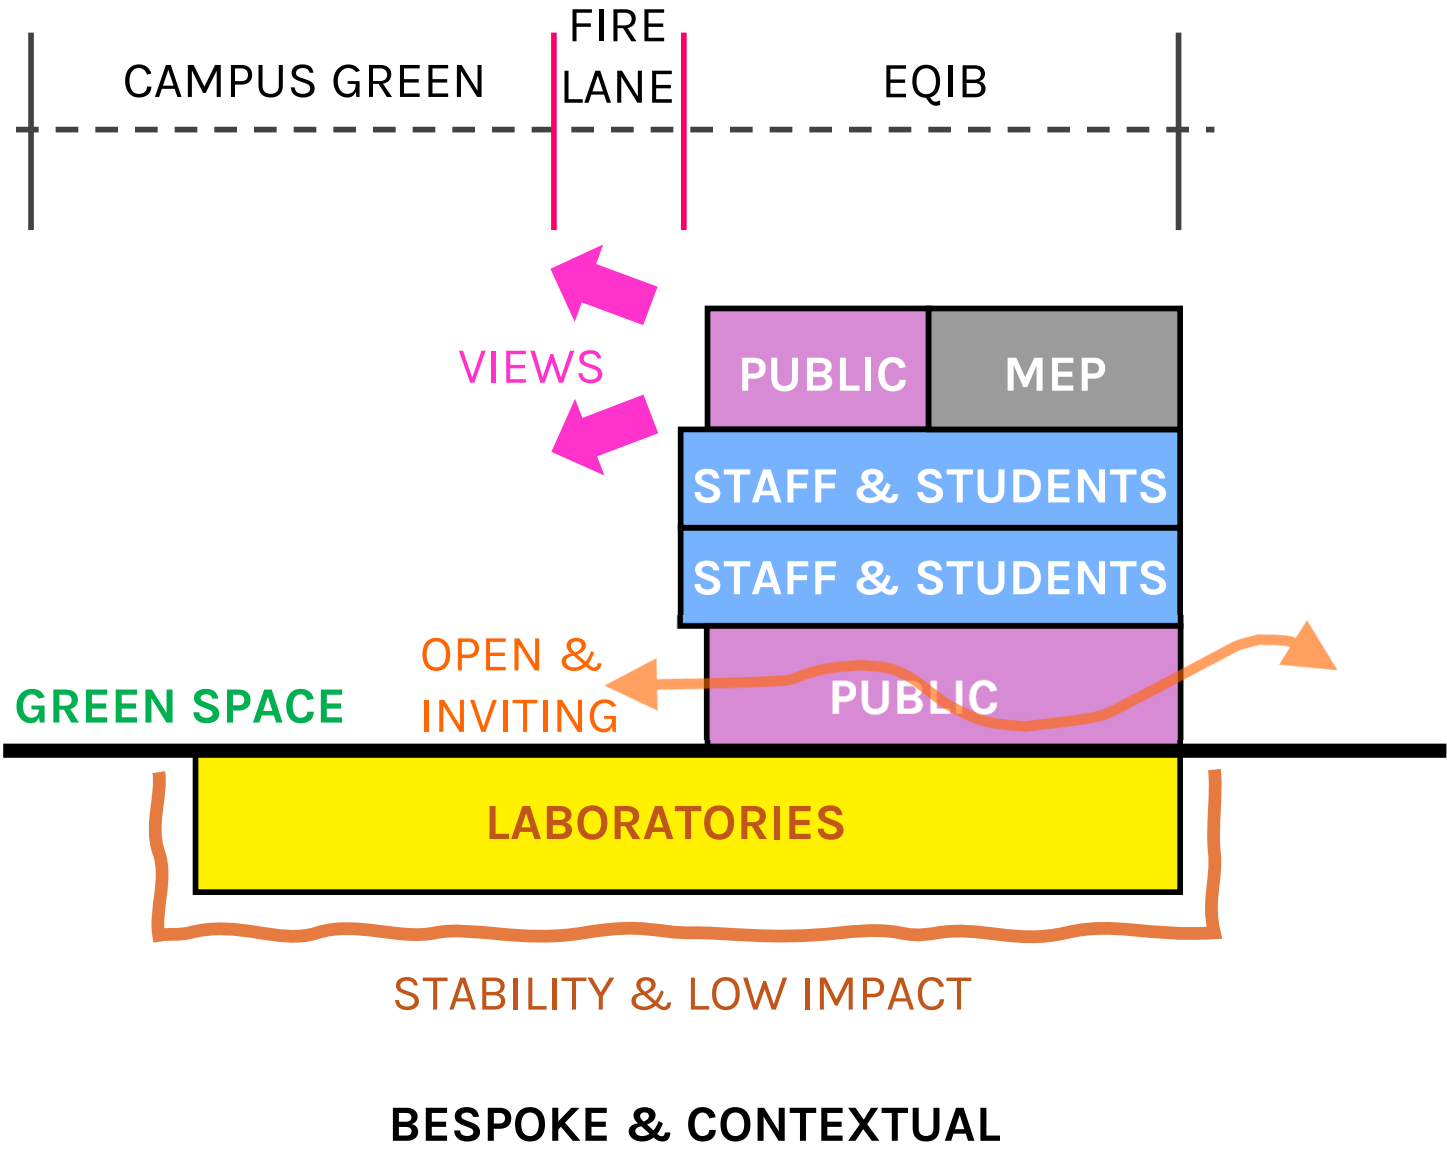 FIRE
LANE
CAMPUS GREEN
EQIB
VIEWS
PUBLIC
MEP
STAFF & STUDENTS
STAFF & STUDENTS
OPEN &
INVITING
PUBLIC
GREEN SPACE
LABORATORIES
STABILITY & LOW IMPACT
BESPOKE & CONTEXTUAL